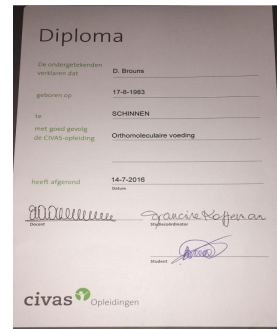 Diploma
De ondergetekenden
verklaren dat
D. Brouns
geboren op
17-8-1983
te
SCHINNEN
met goed gevolg
de CIVAS-opleiding
Orthomoleculaire voeding
heeft afgerond
14-7-2016
Datum
Docent
Studiecoördinator
Student
civas Opleidingen